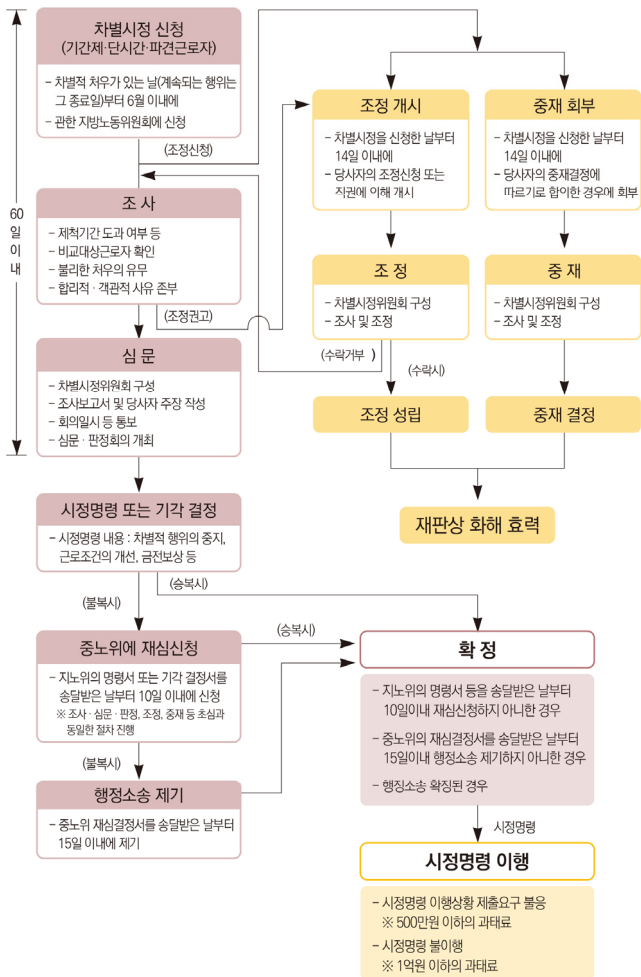 차별시정 신청
(기간제·단시간·파견근로자)
– 차별적 처우가 있는 날(계속되는 행위는
그 종료일)부터 6월 이내에
– 관한 지방노동위원회에 신청
(조정신청)
60일이내
조 사
– 제척기간 도과 여부 등
– 비교대상근로자 확인
– 불리한 처우의 유무
– 합리적 · 객관적 사유 존부
(조정권고)
심 문
– 차별시정위원회 구성
– 조사보고서 및 당사자 주장 작성
– 회의일시 등 통보
– 심문 · 판정회의 개최
조정 개시
– 차별시정을 신청한 날부터
14일 이내에
– 당사자의 조정신청 또는
직권에 이해 개시
중재 회부
– 차별시정을 신청한 날부터
14일 이내에
– 당사자의 중재결정에
따르기로 합의한 경우에 회부
조 정
– 차별시정위원회 구성
– 조사 및 조정
중 재
– 차별시정위원회 구성
– 조사 및 조정
(수락거부 )
(수락시)
조정 성립
중재 결정
재판상 화해 효력
시정명령 또는 기각 결정
– 시정명령 내용 : 차별적 행위의 중지,
근로조건의 개선, 금전보상 등
(불복시)
(승복시)
중노위에 재심신청
– 지노위의 명령서 또는 기각 결정서를
송달받은 날부터 10일 이내에 신청
※ 조사 · 심문 · 판정, 조정, 중재 등 초심과
동일한 절차 진행
(승복시)
(불복시)
행정소송 제기
– 중노위 재심결정서를 송달받은 날부터
15일 이내에 제기
확 정
– 지노위의 명령서 등을 송달받은 날부터
10일이내 재심신청하지 아니한 경우
– 중노위의 재심결정서를 송달받은 날부터
15일이내 행정소송 제기하지 아니한 경우
– 행징소송 확징된 경우
시정명령
시정명령 이행
– 시정명령 이행상황 제출요구 불응
※ 500만원 이하의 과태료
– 시정명령 불이행
※ 1억원 이하의 과태료